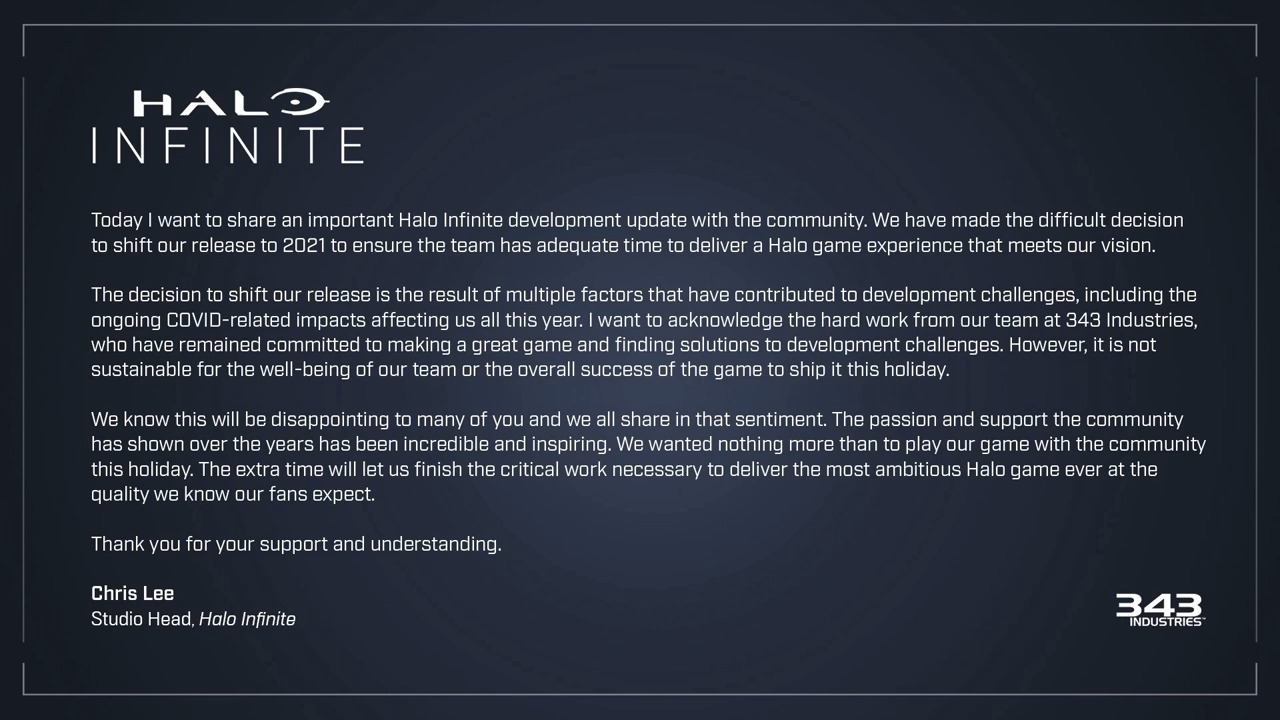 HALO
INFINITE
Today I want to share an important Halo Infinite development update with the community. We have made the difficult decision
to shift our release to 2021 to ensure the team has adequate time to deliver a Halo game experience that meets our vision.
The decision to shift our release is the result of multiple factors that have contributed to development challenges, including the
ongoing COVID-related impacts affecting us all this year. I want to acknowledge the hard work from our team at 343 Industries,
who have remained committed to making a great game and finding solutions to development challenges. However, it is not
sustainable for the well-being of our team or the overall success of the game to ship it this holiday.
We know this will be disappointing to many of you and we all share in that sentiment. The passion and support the community
has shown over the years has been incredible and inspiring. We wanted nothing more than to play our game with the community
this holiday. The extra time will let us finish the critical work necessary to deliver the most ambitious Halo game ever at the
quality we know our fans expect.
Thank you for your support and understanding.
Chris Lee
Studio Head, Halo Infinite
343
INDUSTRIES™